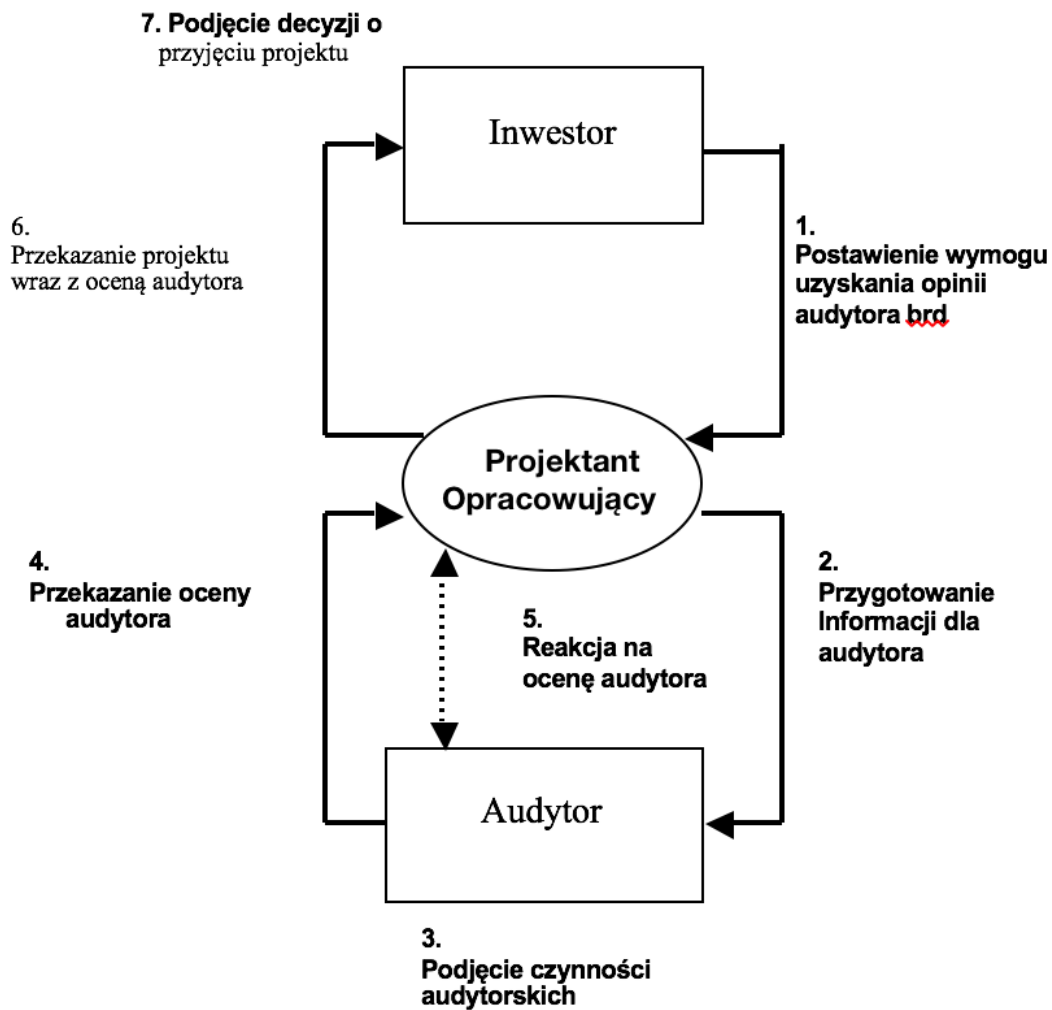 7. Podjęcie decyzji o
przyjęciu projektu
Inwestor
6.
Przekazanie projektu
wraz z oceną audytora
1.
Postawienie wymogu
uzyskania opinii
audytora brd
Projektant
Opracowujący
4.
Przekazanie oceny
audytora
5.
Reakcja na
ocenę audytora
2.
Przygotowanie
Informacji dla
audytora
Audytor
3.
Podjęcie czynności
audytorskich